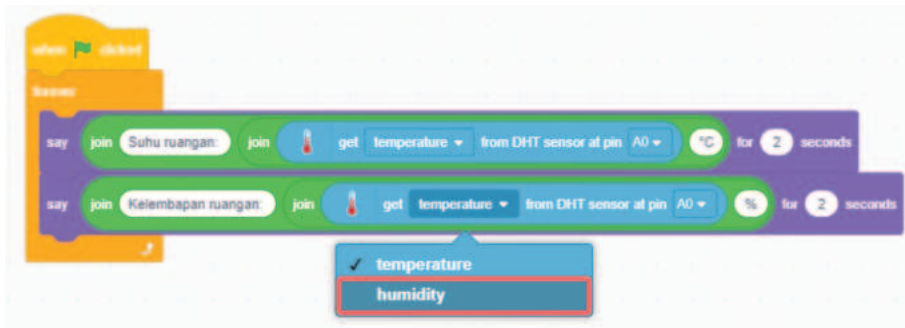 when clicked
forever
say join Suhu ruangan: join get temperature from DHT sensor at pin A0 °C for 2 seconds
say join Kelembapan ruangan: join get temperature from DHT sensor at pin A0 % for 2 seconds
✓ temperature
humidity